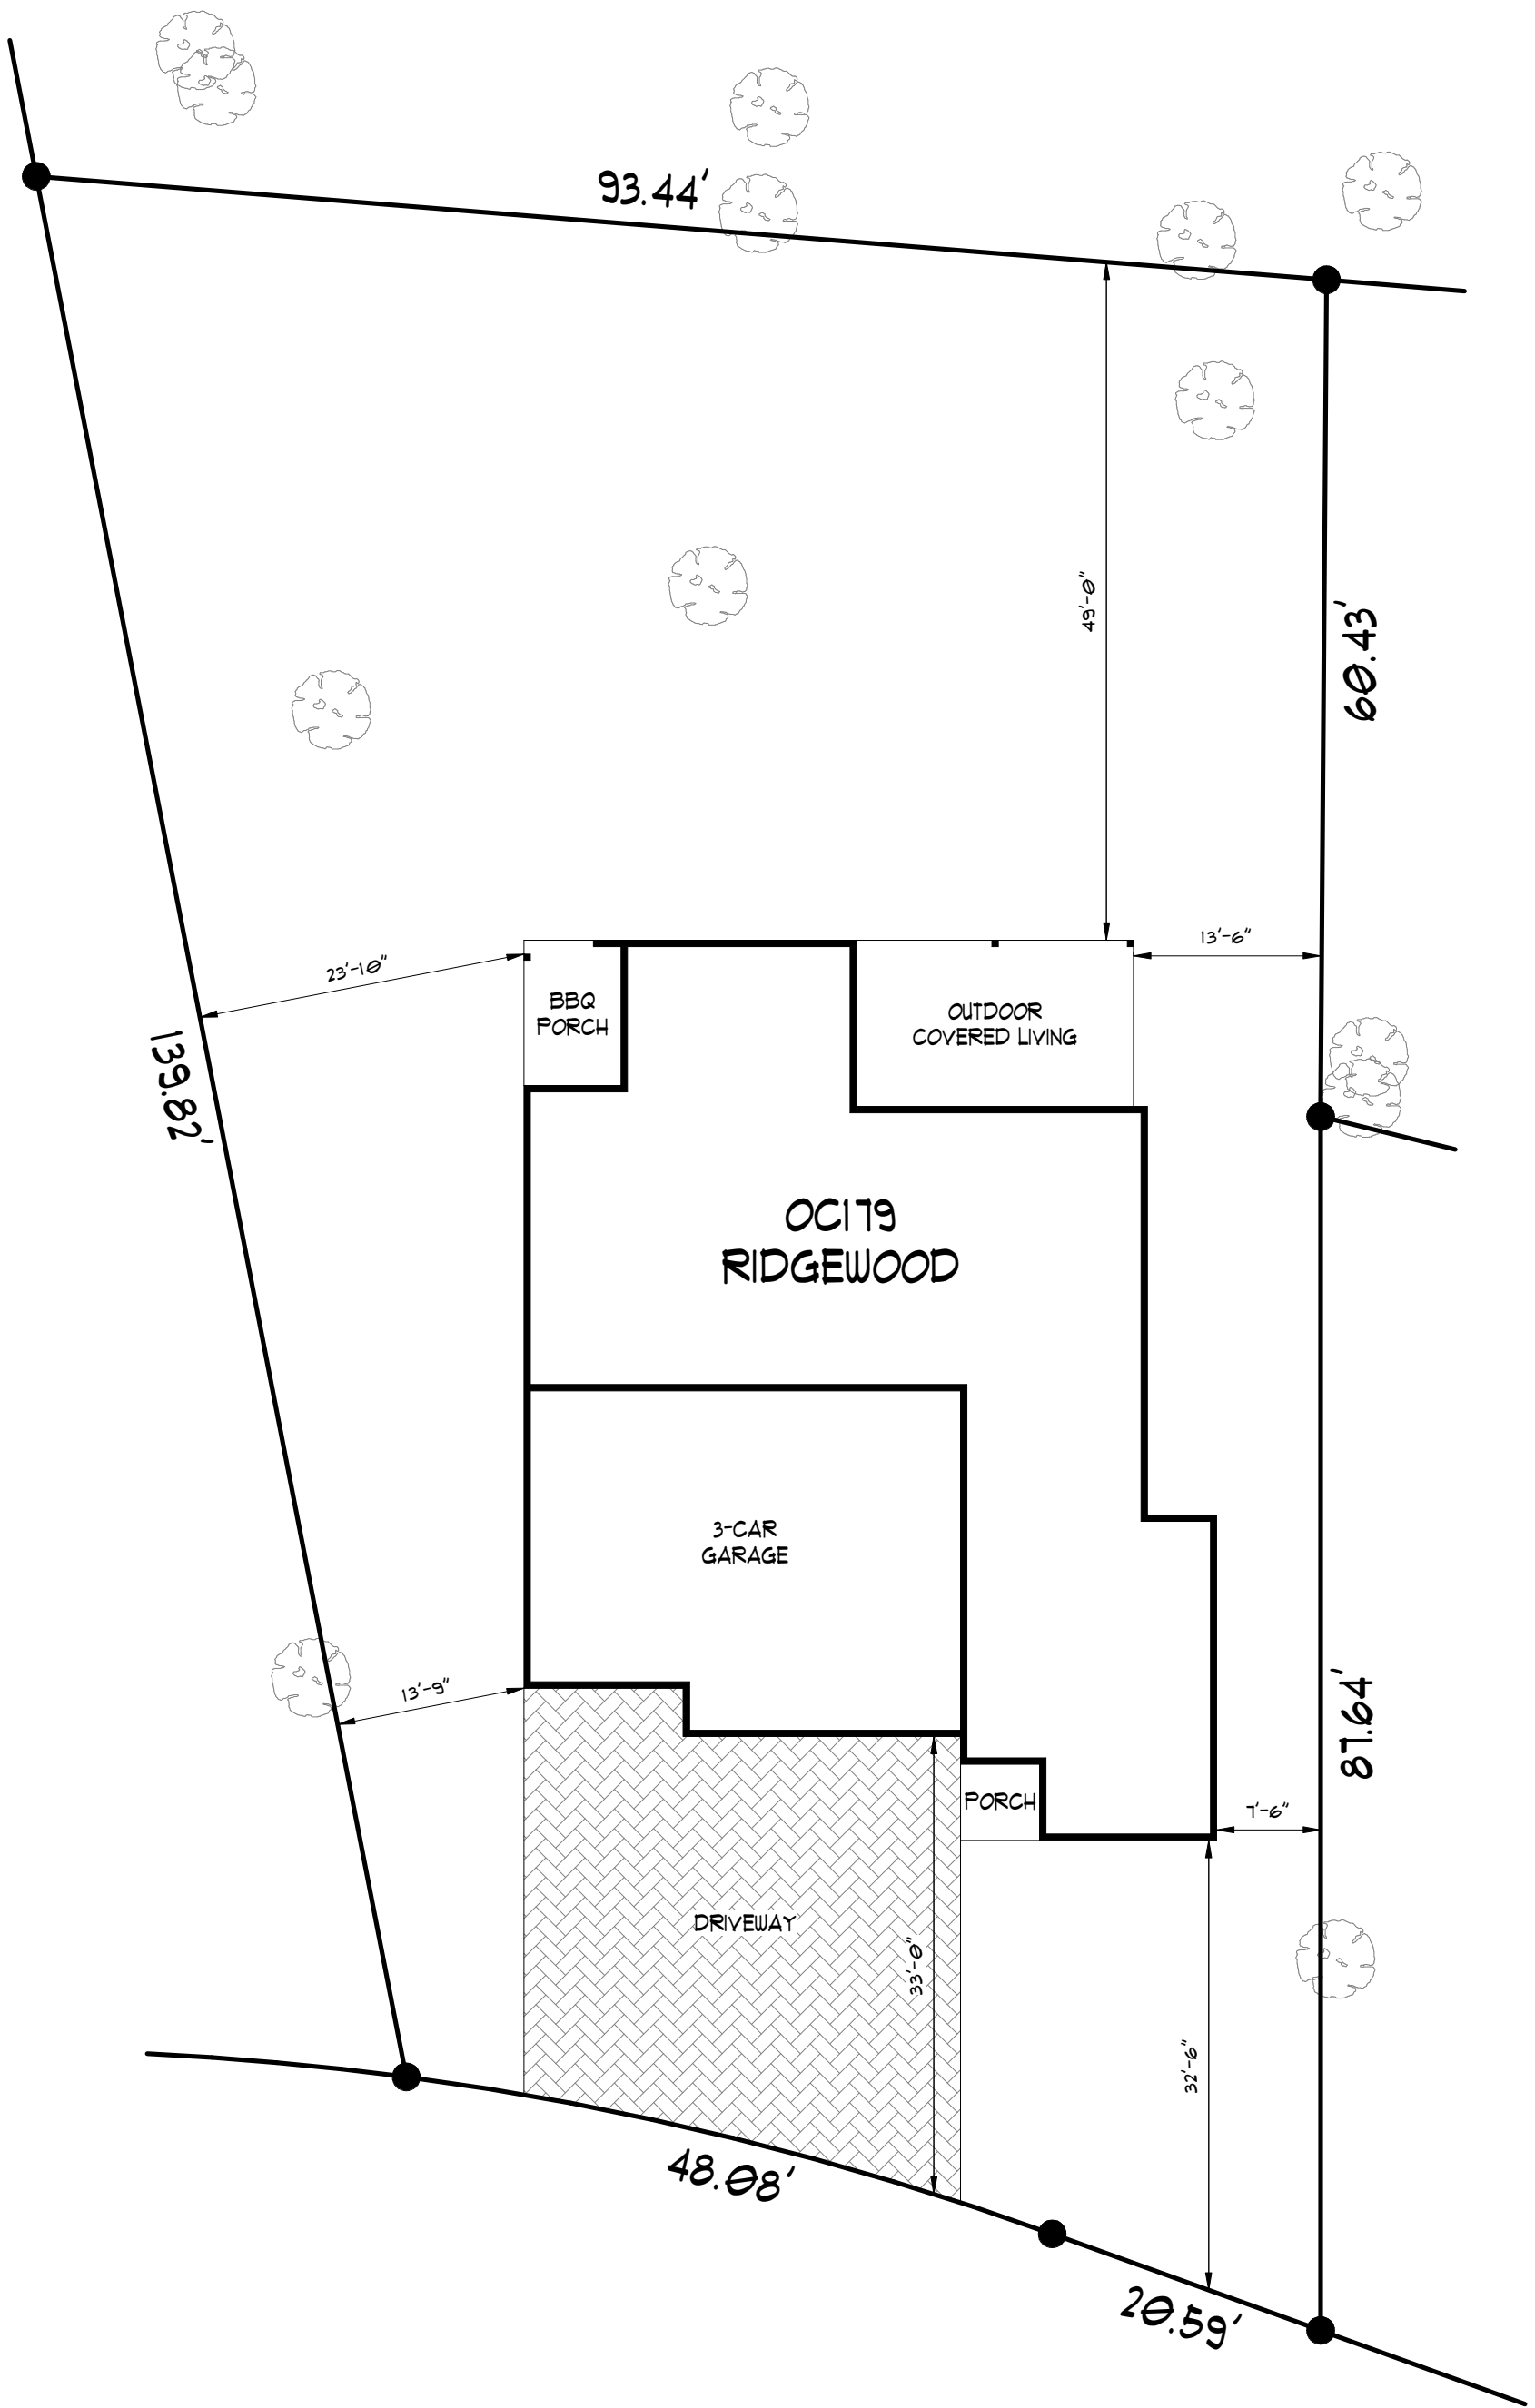 93.44'
49'-0"
60.43'
13'-6"
23'-10"
BBQ
PORCH
OUTDOOR
COVERED LIVING
139.82'
OC179
RIDGEWOOD
3-CAR
GARAGE
13'-9"
87.64'
PORCH
7'-6"
DRIVEWAY
33'-0"
32'-6"
48.08'
20.59'